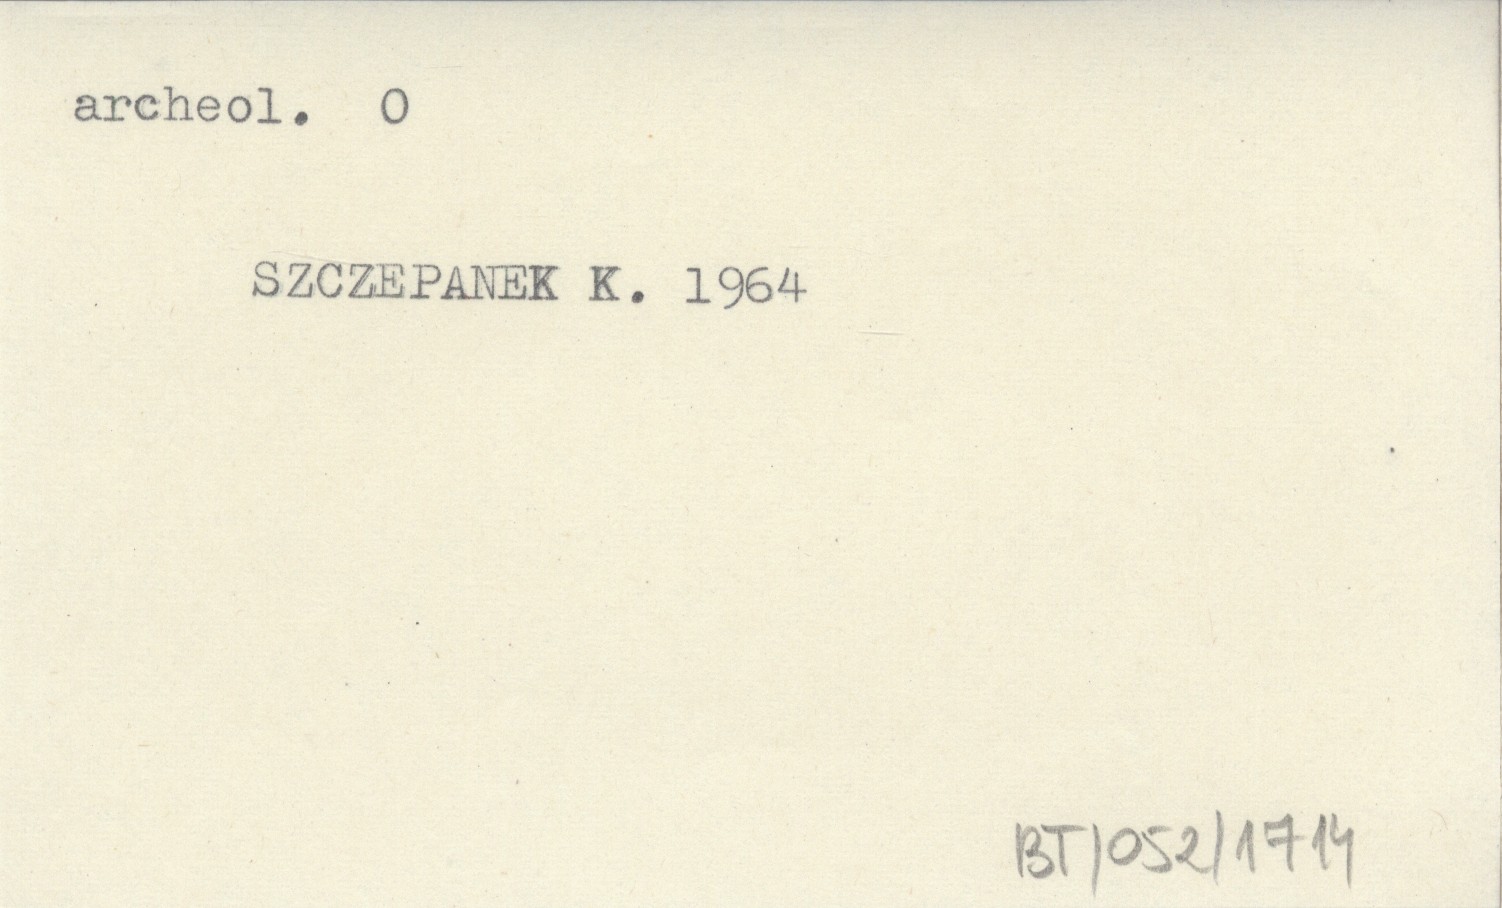 archeol. O
SZCZEPANEK K. 1964
BT/052/1714